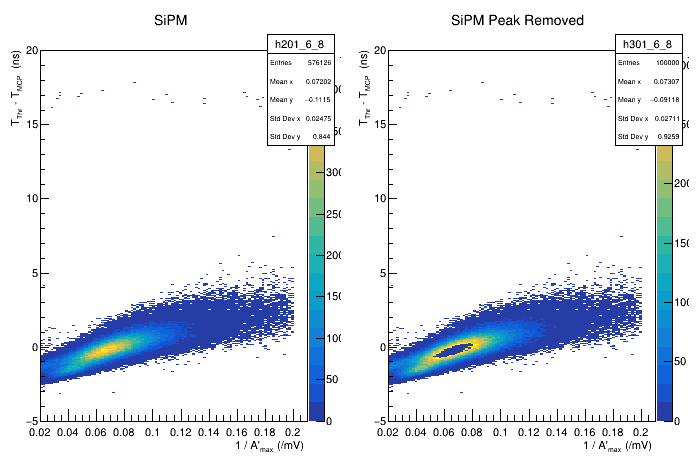 SiPM
h201_6_8
Entries 576126
Mean x 0.07202
Mean y −0.1115
Std Dev x 0.02475
Std Dev y 0.844
T_Thr - T_MCP (ns)
20
15
10
5
0
−5
0.02 0.04 0.06 0.08 0.1 0.12 0.14 0.16 0.18 0.2
1 / A'_max (/mV)
300
250
200
150
100
50
0
SiPM Peak Removed
h301_6_8
Entries 100000
Mean x 0.07307
Mean y −0.09118
Std Dev x 0.02711
Std Dev y 0.9259
T_Thr - T_MCP (ns)
20
15
10
5
0
−5
0.02 0.04 0.06 0.08 0.1 0.12 0.14 0.16 0.18 0.2
1 / A'_max (/mV)
200
150
100
50
0